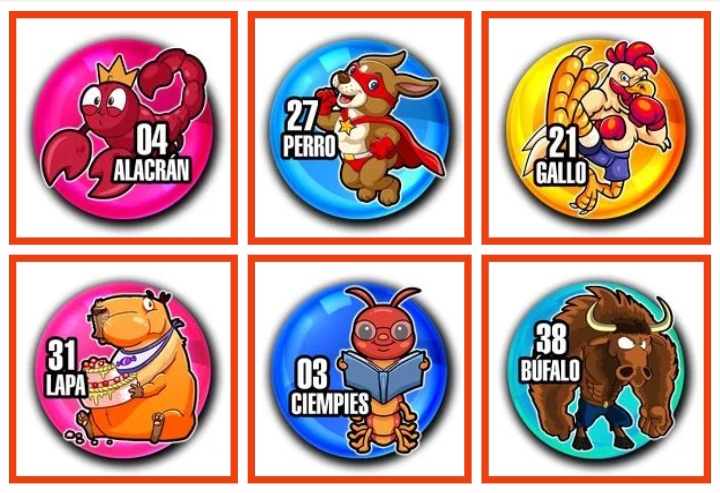 04
ALACRÁN
27
PERRO
21
GALLO
31
LAPA
03
CIEMPIES
38
BÚFALO